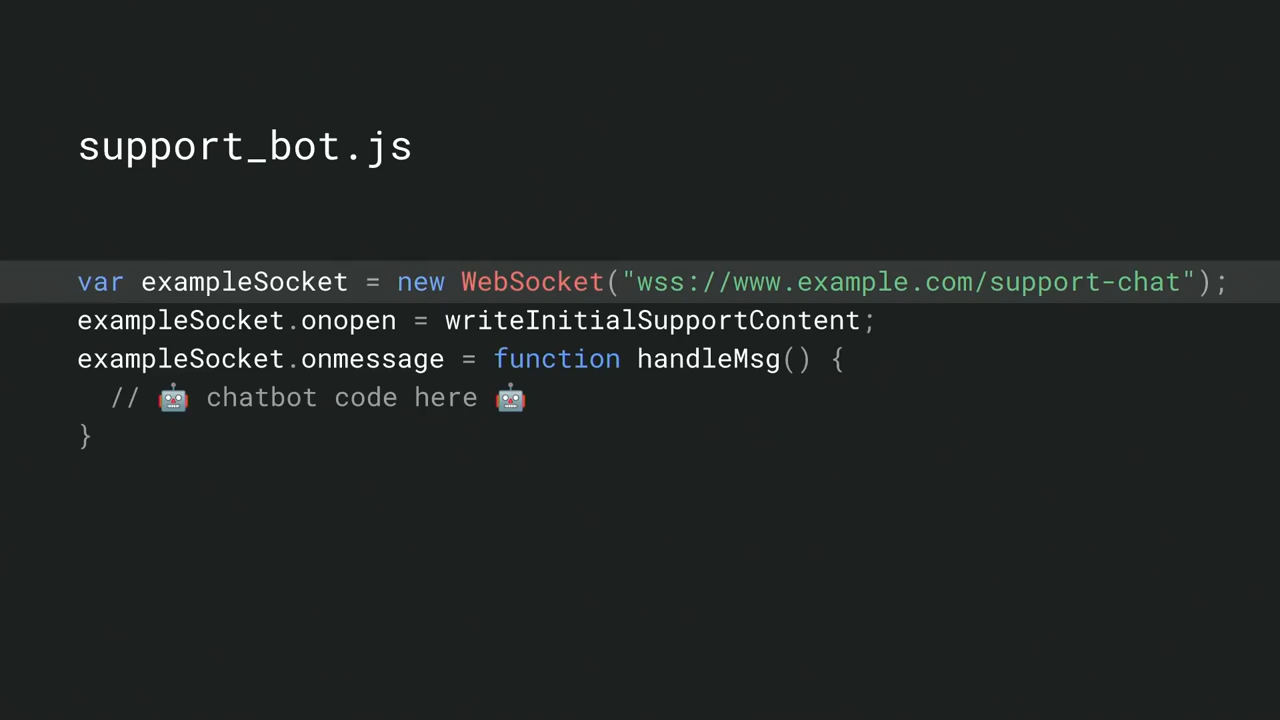 support_bot.js
var exampleSocket = new WebSocket("wss://www.example.com/support-chat");
exampleSocket.onopen = writeInitialSupportContent;
exampleSocket.onmessage = function handleMsg() {
  // 🤖 chatbot code here 🤖
}